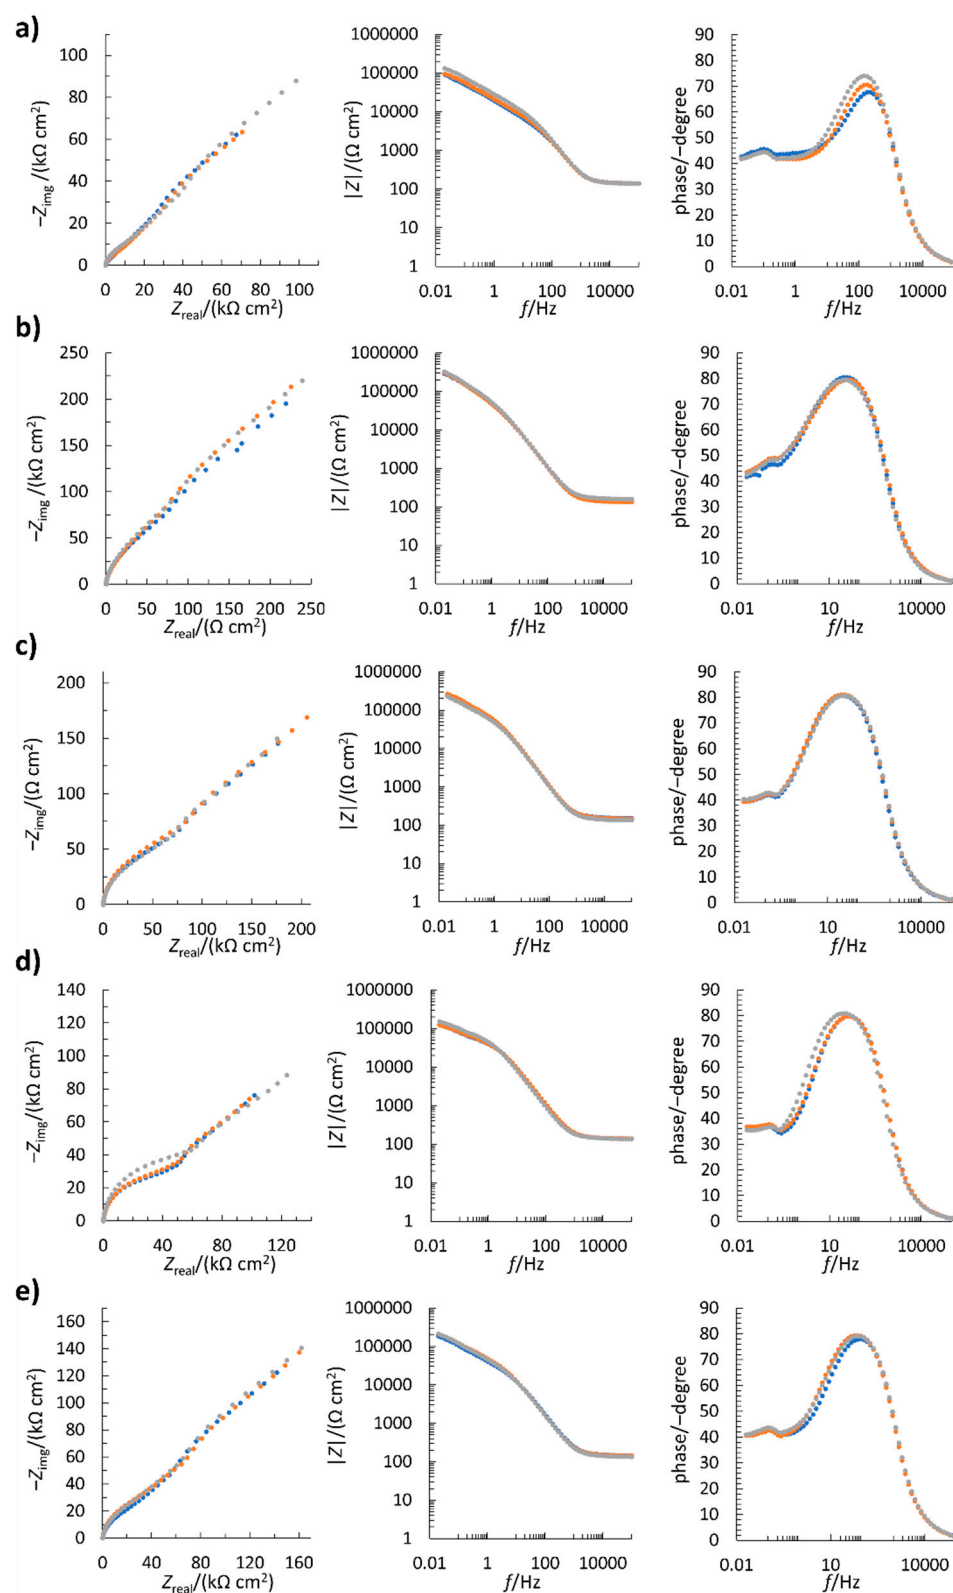 a)
−Z_img/(kΩ cm²)
110
80
60
40
20
0
0 20 40 60 80 100
Z_real/(kΩ cm²)
|Z|/(Ω cm²)
1000000
100000
10000
1000
100
10
1
0.01 1 100 10000
f/Hz
phase/−degree
90
80
70
60
50
40
30
20
10
0
0.01 1 100 10000
f/Hz
b)
−Z_img/(kΩ cm²)
250
200
150
100
50
0
0 50 100 150 200 250
Z_real/(Ω cm²)
|Z|/(Ω cm²)
1000000
100000
10000
1000
100
10
1
0.01 1 100 10000
f/Hz
phase/−degree
90
80
70
60
50
40
30
20
10
0
0.01 10 10000
f/Hz
c)
−Z_img/(Ω cm²)
200
150
100
50
0
0 50 100 150 200
Z_real/(kΩ cm²)
|Z|/(Ω cm²)
1000000
100000
10000
1000
100
10
1
0.01 1 100 10000
f/Hz
phase/−degree
90
80
70
60
50
40
30
20
10
0
0.01 10 10000
f/Hz
d)
−Z_img/(kΩ cm²)
140
120
100
80
60
40
20
0
0 40 80 120
Z_real/(kΩ cm²)
|Z|/(Ω cm²)
1000000
100000
10000
1000
100
10
1
0.01 1 100 10000
f/Hz
phase/−degree
90
80
70
60
50
40
30
20
10
0
0.01 10 10000
f/Hz
e)
−Z_img/(kΩ cm²)
160
140
120
100
80
60
40
20
0
0 40 80 120 160
Z_real/(kΩ cm²)
|Z|/(Ω cm²)
1000000
100000
10000
1000
100
10
1
0.01 1 100 10000
f/Hz
phase/−degree
90
80
70
60
50
40
30
20
10
0
0.01 10 10000
f/Hz